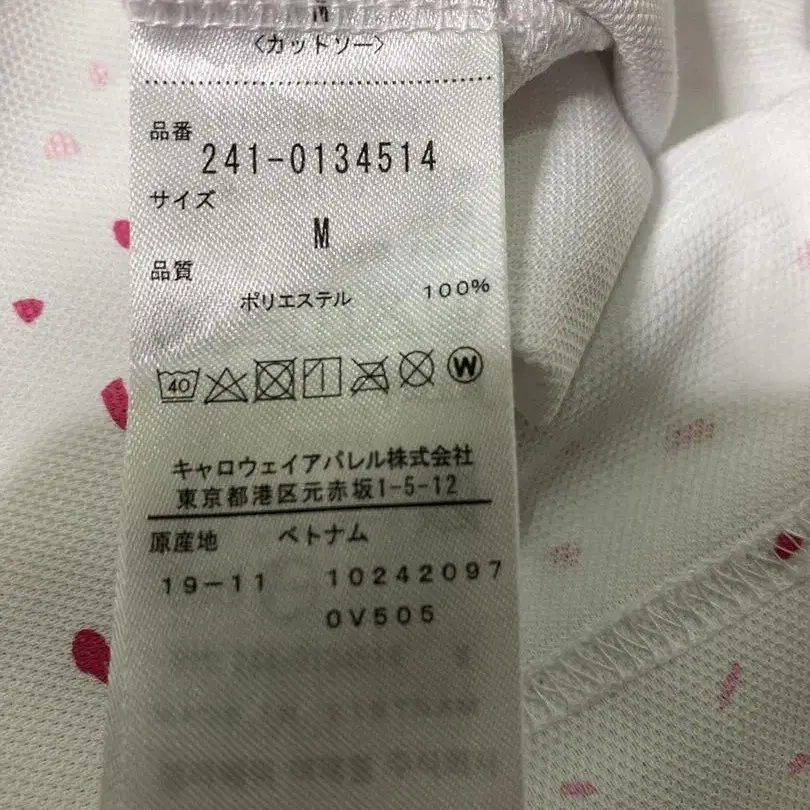 M
〈カットソー〉
品番
241-0134514
サイズ
M
品質
ポリエステル 100%
40
W
キャロウェイアパレル株式会社
東京都港区元赤坂1-5-12
原産地 ベトナム
19-11 10242097
0V505